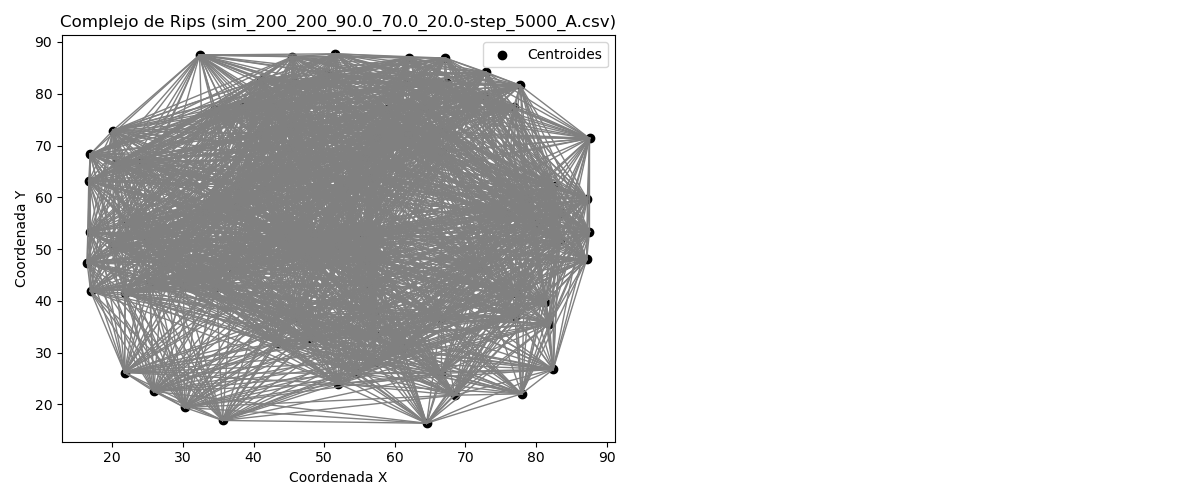 Complejo de Rips (sim_200_200_90.0_70.0_20.0-step_5000_A.csv)
Centroides
90
80
70
60
50
40
30
20
Coordenada Y
20 30 40 50 60 70 80 90
Coordenada X